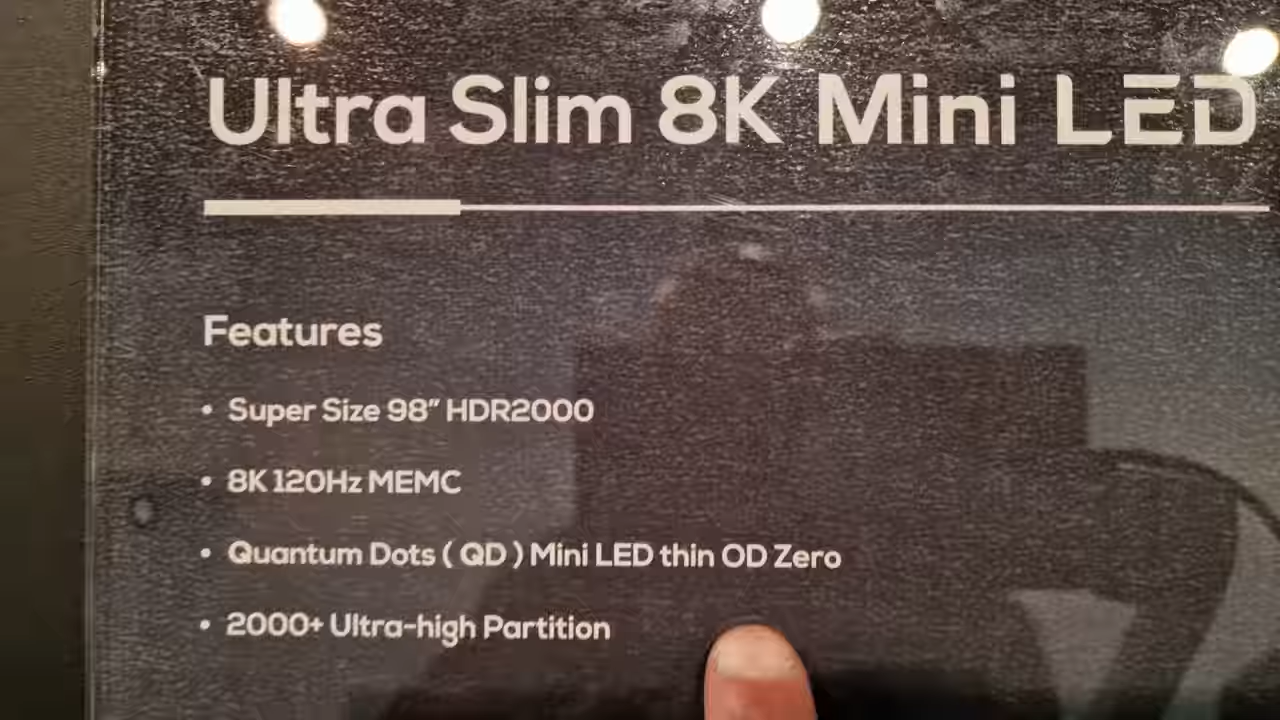 Ultra Slim 8K Mini LED
Features
• Super Size 98" HDR2000
• 8K 120Hz MEMC
• Quantum Dots ( QD ) Mini LED thin OD Zero
• 2000+ Ultra-high Partition